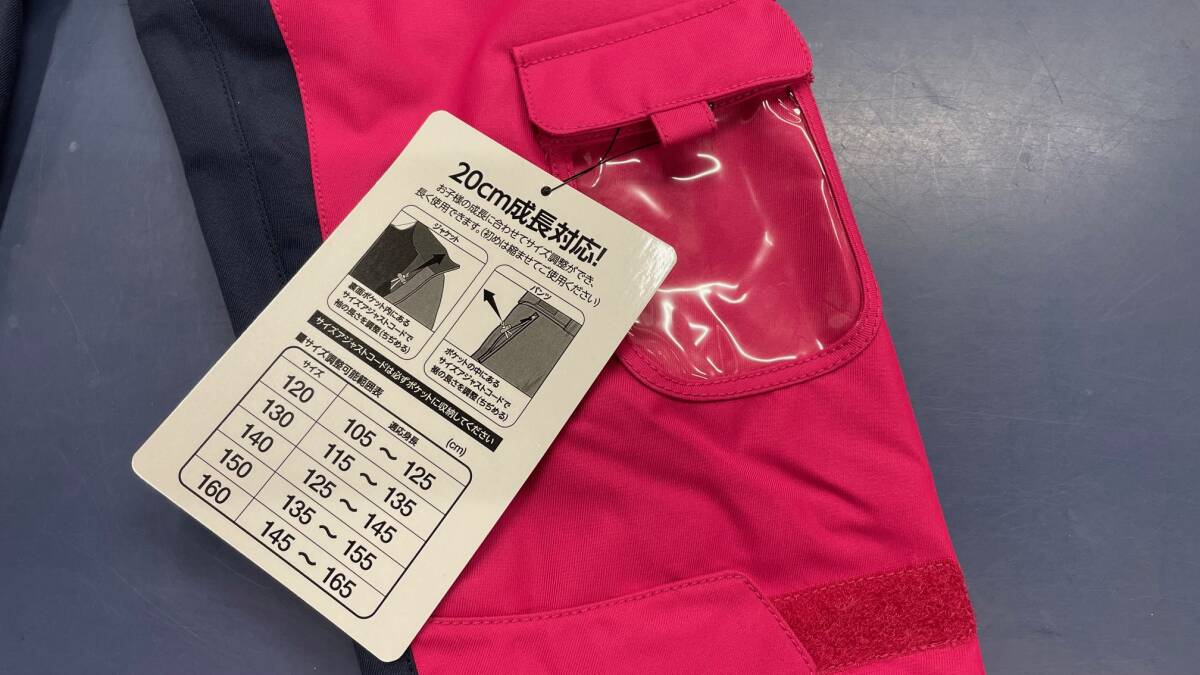 20cm成長対応!
お子様の成長に合わせてサイズ調整ができ、
長く使用できます。(初めは縮ませてご使用ください)
ジャケット
裏面ポケット内にある
サイズアジャストコードで
袖の長さを調整(ちぢめる)
パンツ
ポケットの中にある
サイズアジャストコードで
裾の長さを調整(ちぢめる)
サイズアジャストコードは必ずポケットに収納してください
■サイズ調整可能範囲表
(cm)
サイズ 適応身長
120 105～125
130 115～135
140 125～145
150 135～155
160 145～165